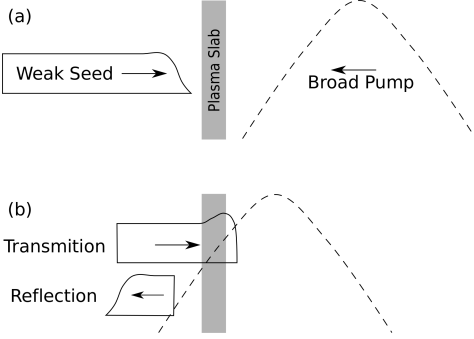 (a)
Weak Seed
Plasma Slab
Broad Pump
(b)
Transmition
Reflection